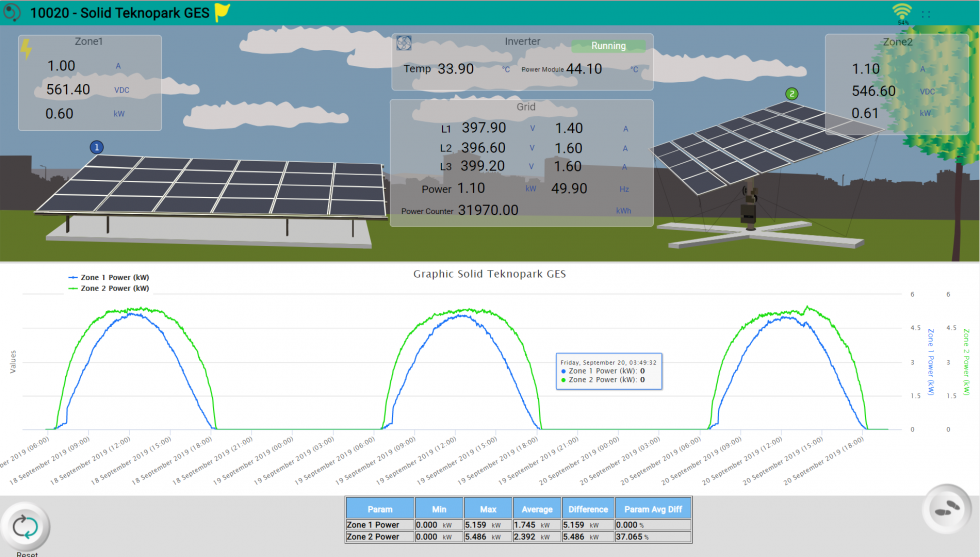 10020 - Solid Teknopark GES
54%
Zone1
1.00 A
561.40 VDC
0.60 kW
Inverter
Running
Temp 33.90 °C Power Module 44.10 °C
Zone2
1.10 A
546.60 VDC
0.61 kW
Grid
L1 397.90 V 1.40 A
L2 396.60 V 1.60 A
L3 399.20 V 1.60 A
Power 1.10 kW 49.90 Hz
Power Counter 31970.00 kWh
1
2
Graphic Solid Teknopark GES
Zone 1 Power (kW)
Zone 2 Power (kW)
Values
6 6
4.5 4.5
3 3
1.5 1.5
0 0
Zone 1 Power (kW)
Zone 2 Power (kW)
Friday, September 20, 03:49:32
Zone 1 Power (kW): 0
Zone 2 Power (kW): 0
2019 (06:00)
18 September 2019 (09:00)
18 September 2019 (12:00)
18 September 2019 (15:00)
18 September 2019 (18:00)
18 September 2019 (21:00)
19 September 2019 (00:00)
19 September 2019 (03:00)
19 September 2019 (06:00)
19 September 2019 (09:00)
19 September 2019 (12:00)
19 September 2019 (15:00)
19 September 2019 (18:00)
19 September 2019 (21:00)
20 September 2019 (00:00)
20 September 2019 (03:00)
20 September 2019 (06:00)
20 September 2019 (09:00)
20 September 2019 (12:00)
20 September 2019 (15:00)
20 September 2019 (18:00)
Param Min Max Average Difference Param Avg Diff
Zone 1 Power 0.000 kW 5.159 kW 1.745 kW 5.159 kW 0.000 %
Zone 2 Power 0.000 kW 5.486 kW 2.392 kW 5.486 kW 37.065 %
Reset